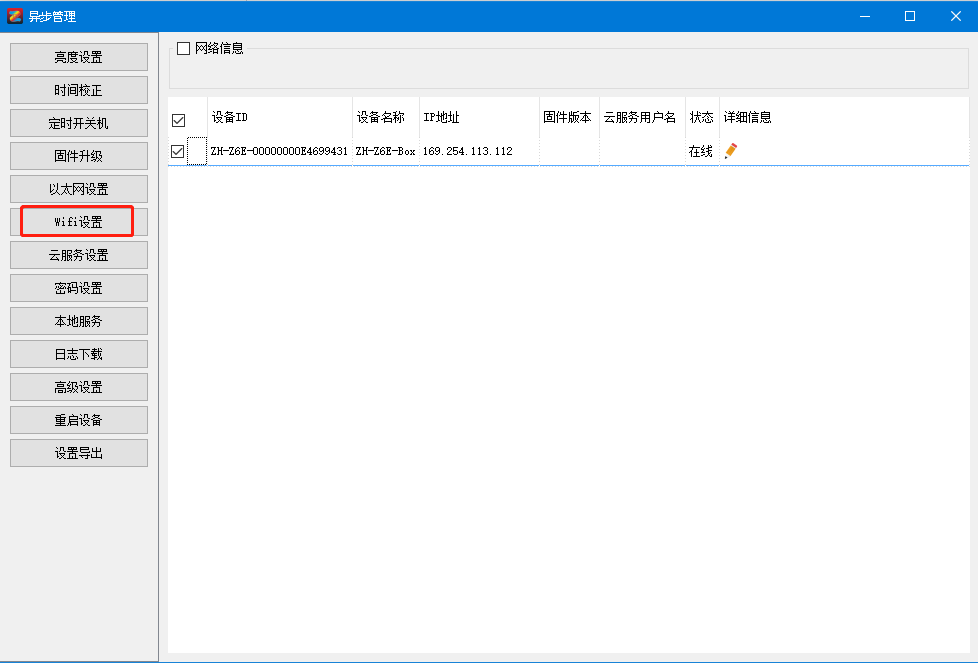 异步管理
亮度设置
时间校正
定时开关机
固件升级
以太网设置
Wifi设置
云服务设置
密码设置
本地服务
日志下载
高级设置
重启设备
设置导出
网络信息
设备ID 设备名称 IP地址 固件版本 云服务用户名 状态 详细信息
ZH-Z6E-00000000E4699431 ZH-Z6E-Box 169.254.113.112 在线